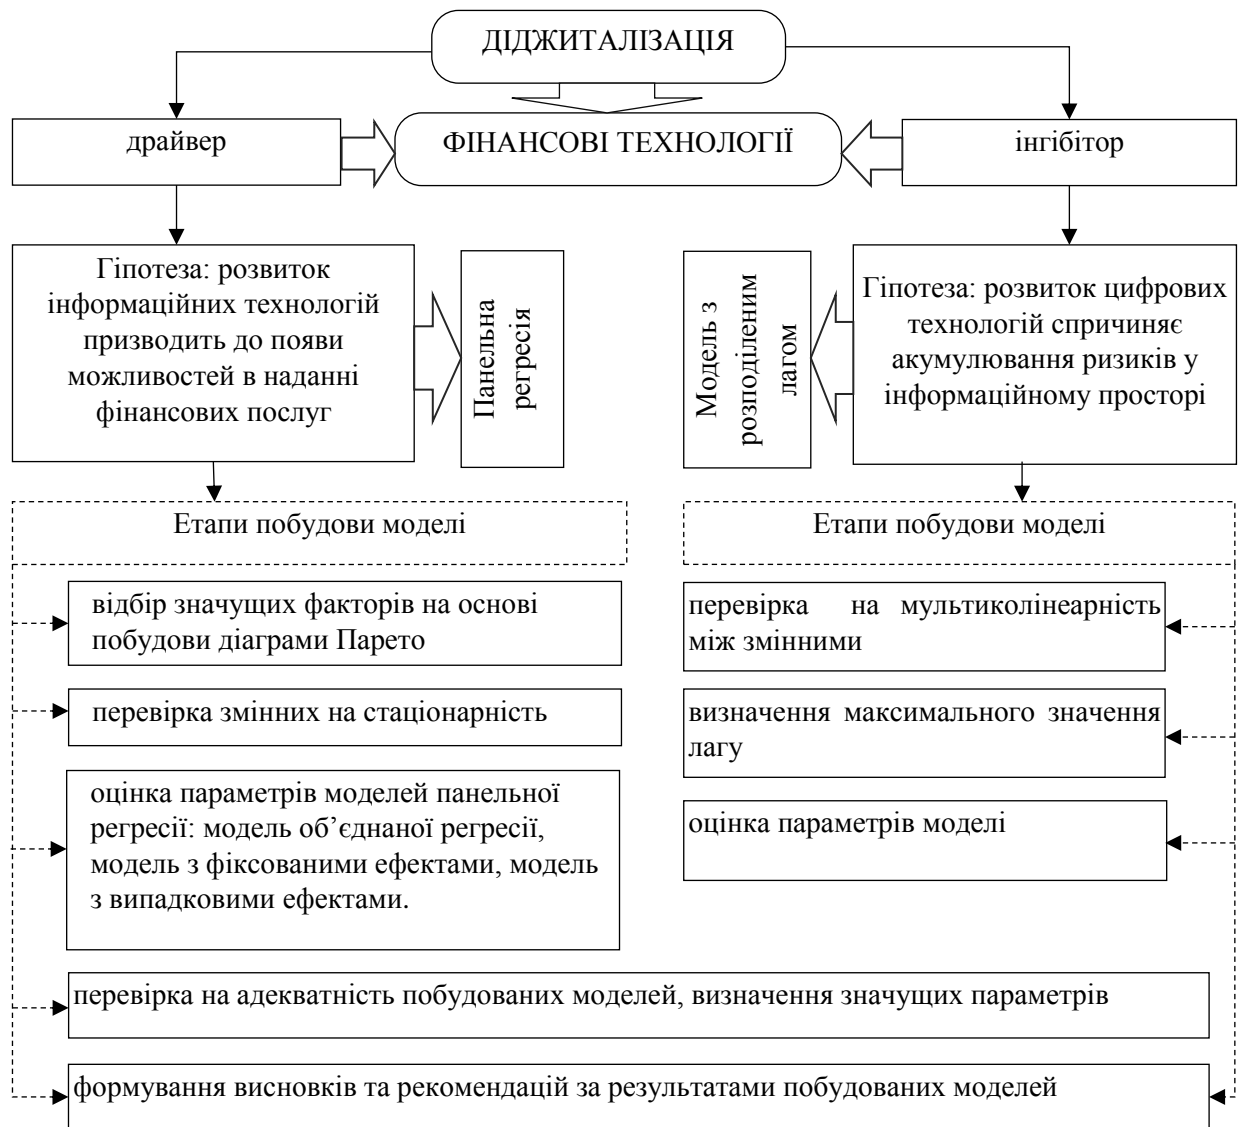 ДІДЖИТАЛІЗАЦІЯ
драйвер
ФІНАНСОВІ ТЕХНОЛОГІЇ
інгібітор
Гіпотеза: розвиток
інформаційних технологій
призводить до появи
можливостей в наданні
фінансових послуг
Панельна
регресія
Модель з
розподіленим
лагом
Гіпотеза: розвиток цифрових
технологій спричиняє
акумулювання ризиків у
інформаційному просторі
Етапи побудови моделі
відбір значущих факторів на основі
побудови діаграми Парето
перевірка змінних на стаціонарність
оцінка параметрів моделей панельної
регресії: модель об’єднаної регресії,
модель з фіксованими ефектами, модель
з випадковими ефектами.
Етапи побудови моделі
перевірка на мультиколінеарність
між змінними
визначення максимального значення
лагу
оцінка параметрів моделі
перевірка на адекватність побудованих моделей, визначення значущих параметрів
формування висновків та рекомендацій за результатами побудованих моделей